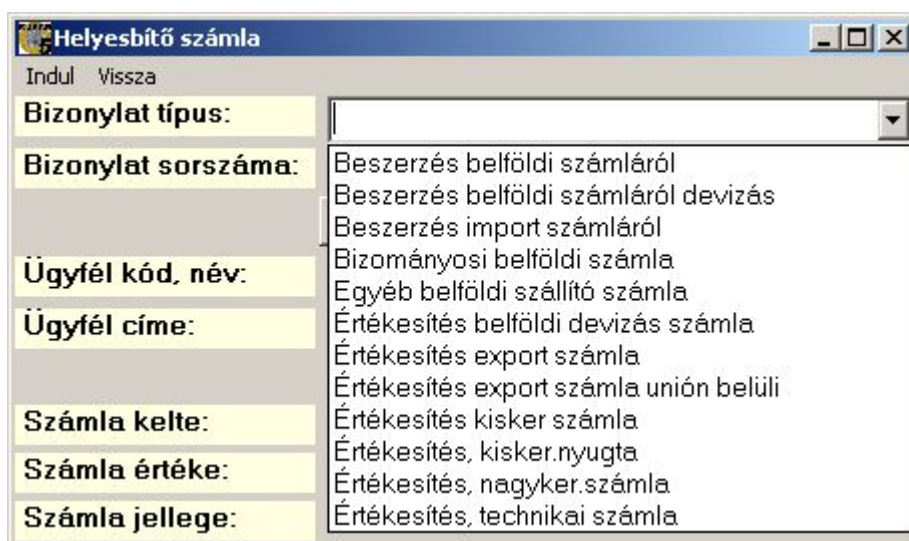 Helyesbítő számla
Indul Vissza
Bizonylat típus:
Bizonylat sorszáma:
Ügyfél kód, név:
Ügyfél címe:
Számla kelte:
Számla értéke:
Számla jellege:
Beszerzés belföldi számláról
Beszerzés belföldi számláról devizás
Beszerzés import számláról
Bizományosi belföldi számla
Egyéb belföldi szállító számla
Értékesítés belföldi devizás számla
Értékesítés export számla
Értékesítés export számla unión belüli
Értékesítés kisker számla
Értékesítés, kisker.nyugta
Értékesítés, nagyker.számla
Értékesítés, technikai számla